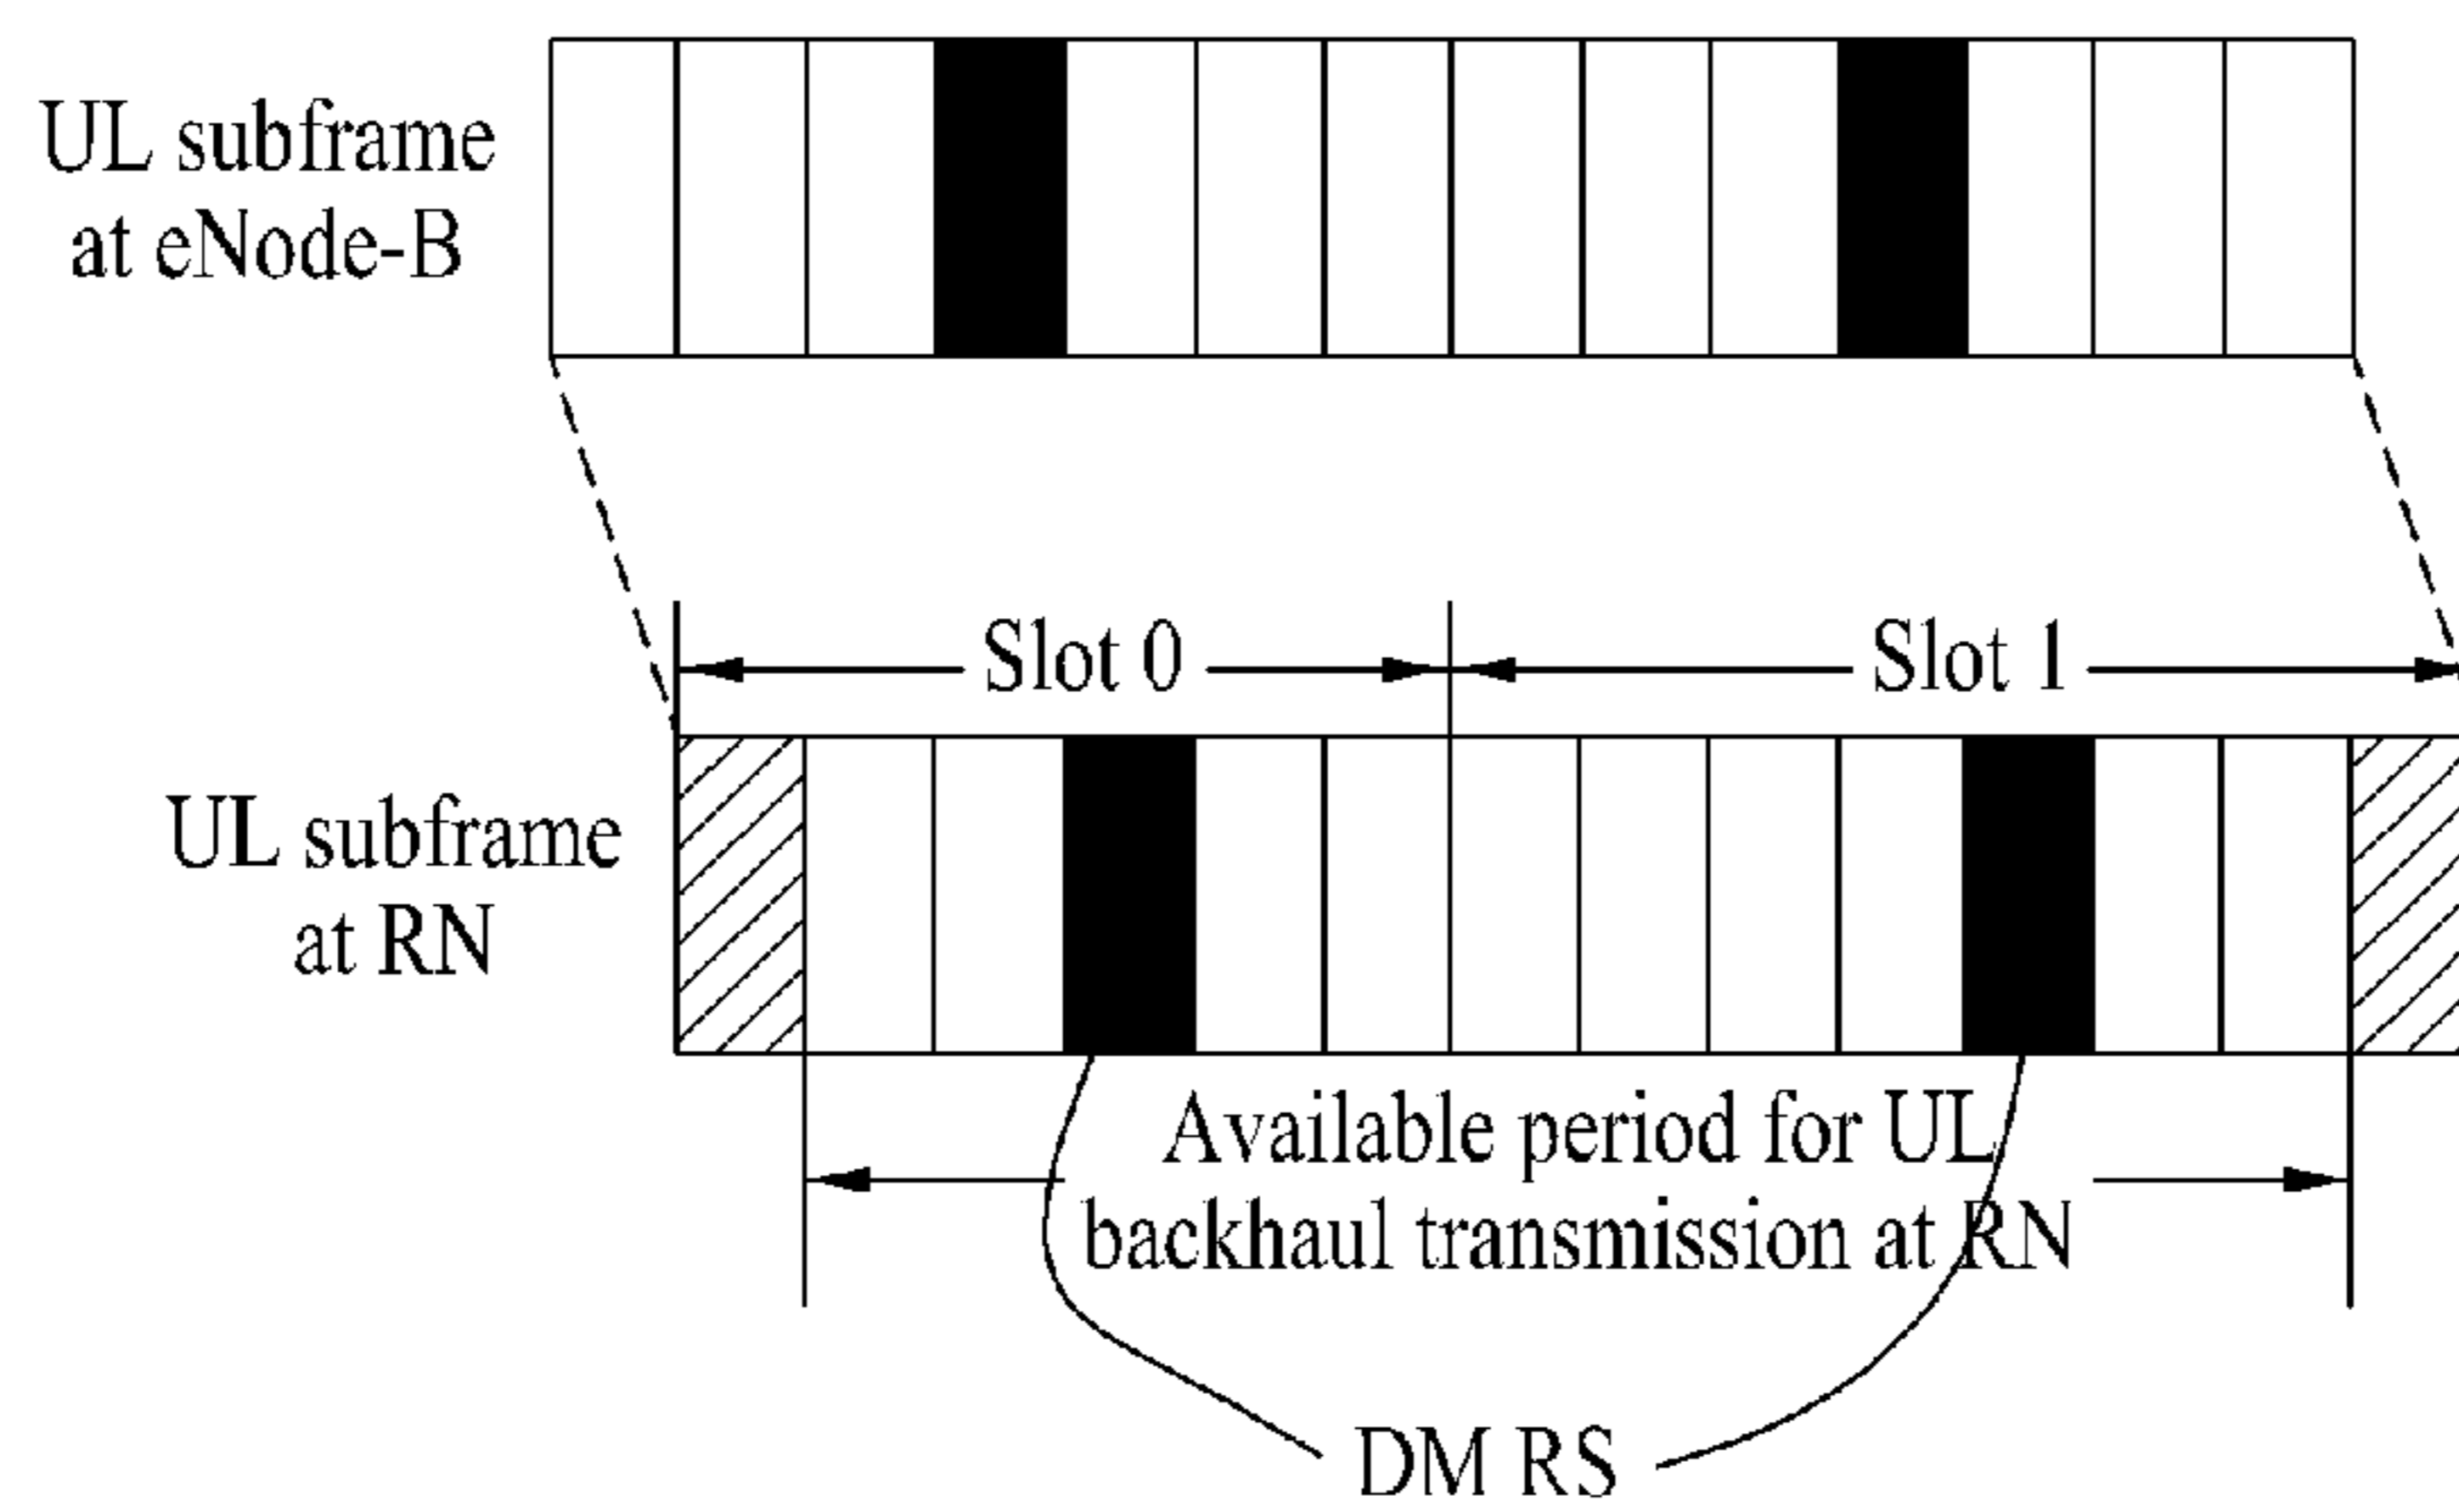 UL subframe
at eNode-B
Slot 0
Slot 1
UL subframe
at RN
Available period for UL
backhaul transmission at RN
DM RS